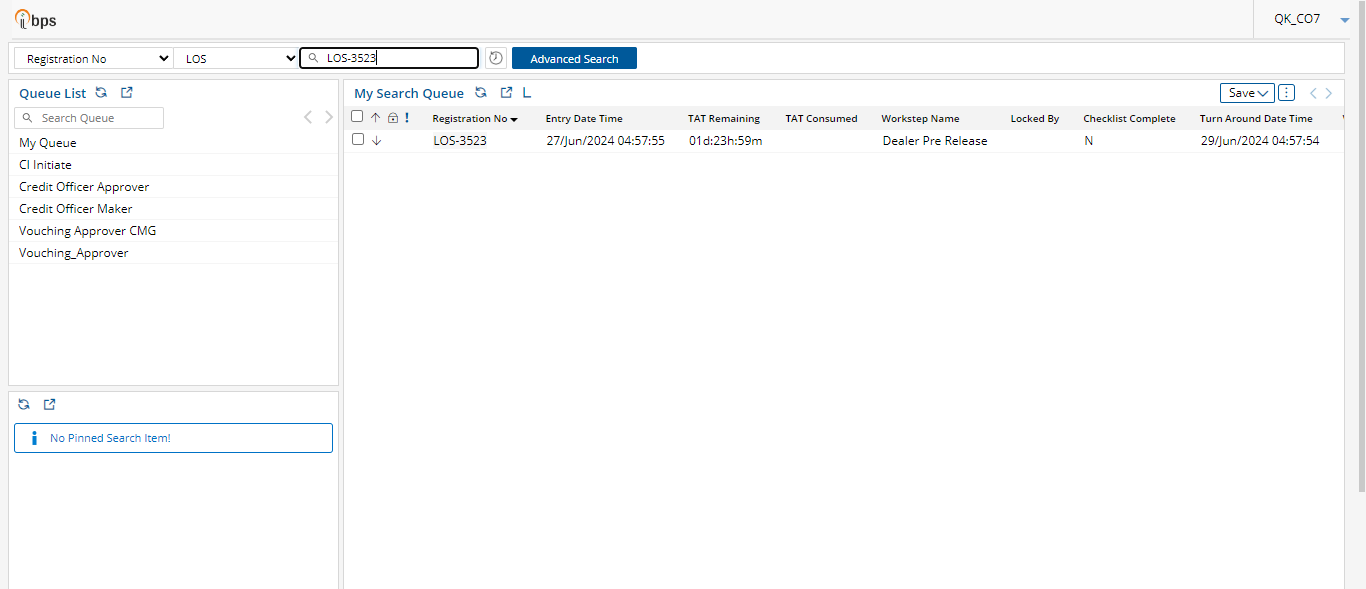 ibps
QK_CO7
Registration No
LOS
LOS-3523
Advanced Search
Queue List
Search Queue
My Queue
CI Initiate
Credit Officer Approver
Credit Officer Maker
Vouching Approver CMG
Vouching_Approver
No Pinned Search Item!
My Search Queue L
Save
Registration No Entry Date Time TAT Remaining TAT Consumed Workstep Name Locked By Checklist Complete Turn Around Date Time
LOS-3523 27/Jun/2024 04:57:55 01d:23h:59m Dealer Pre Release N 29/Jun/2024 04:57:54